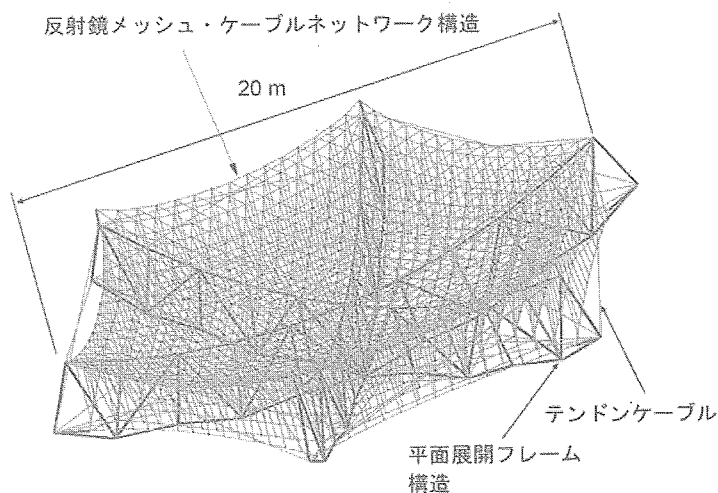 反射鏡メッシュ・ケーブルネットワーク構造
20 m
テンドンケーブル
平面展開フレーム
構造